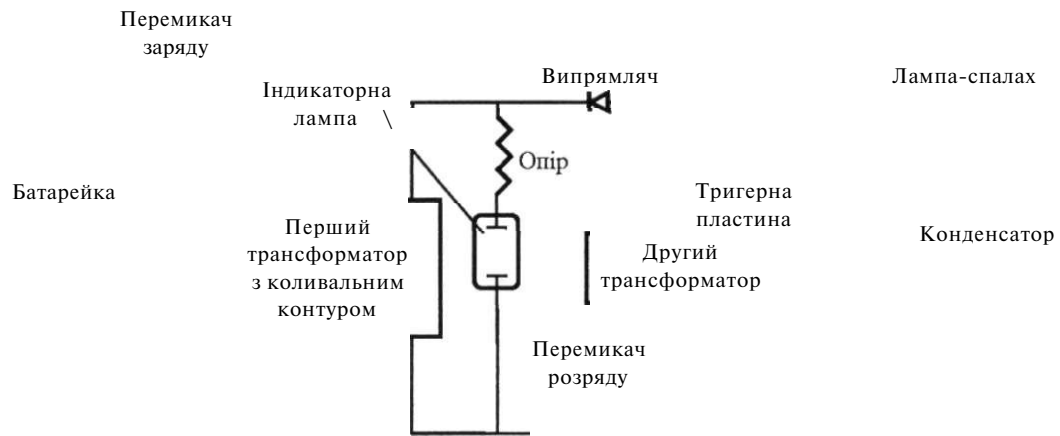 Перемикач
заряду
Індикаторна
лампа
Випрямляч
Лампа-спалах
Опір
Батарейка
Перший
трансформатор
з коливальним
контуром
Тригерна
пластина
Другий
трансформатор
Конденсатор
Перемикач
розряду